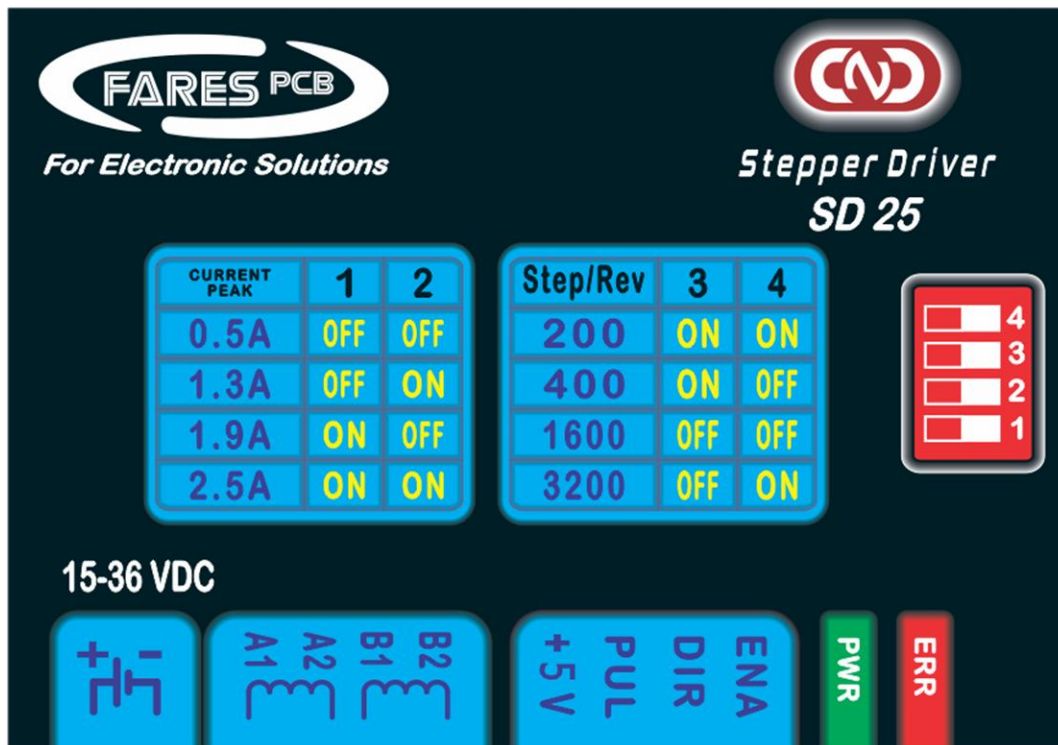 FARES PCB
For Electronic Solutions
CNC
Stepper Driver
SD 25
CURRENT PEAK 1 2
0.5A OFF OFF
1.3A OFF ON
1.9A ON OFF
2.5A ON ON
Step/Rev 3 4
200 ON ON
400 ON OFF
1600 OFF OFF
3200 OFF ON
4
3
2
1
15-36 VDC
+ -
A1 A2 B1 B2
+5V PUL DIR ENA
PWR
ERR